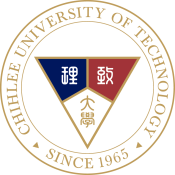 CHIHLEE UNIVERSITY OF TECHNOLOGY
致理
大學
SINCE 1965